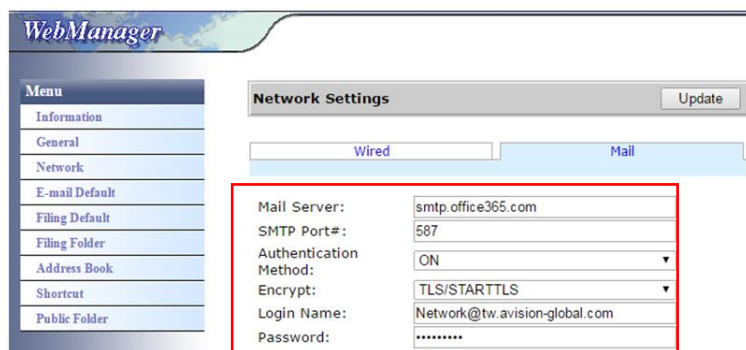 WebManager
Menu
Information
General
Network
E-mail Default
Filing Default
Filing Folder
Address Book
Shortcut
Public Folder
Network Settings
Update
Wired Mail
Mail Server: smtp.office365.com
SMTP Port#: 587
Authentication
Method: ON
Encrypt: TLS/STARTTLS
Login Name: Network@tw.avision-global.com
Password: •••••••••